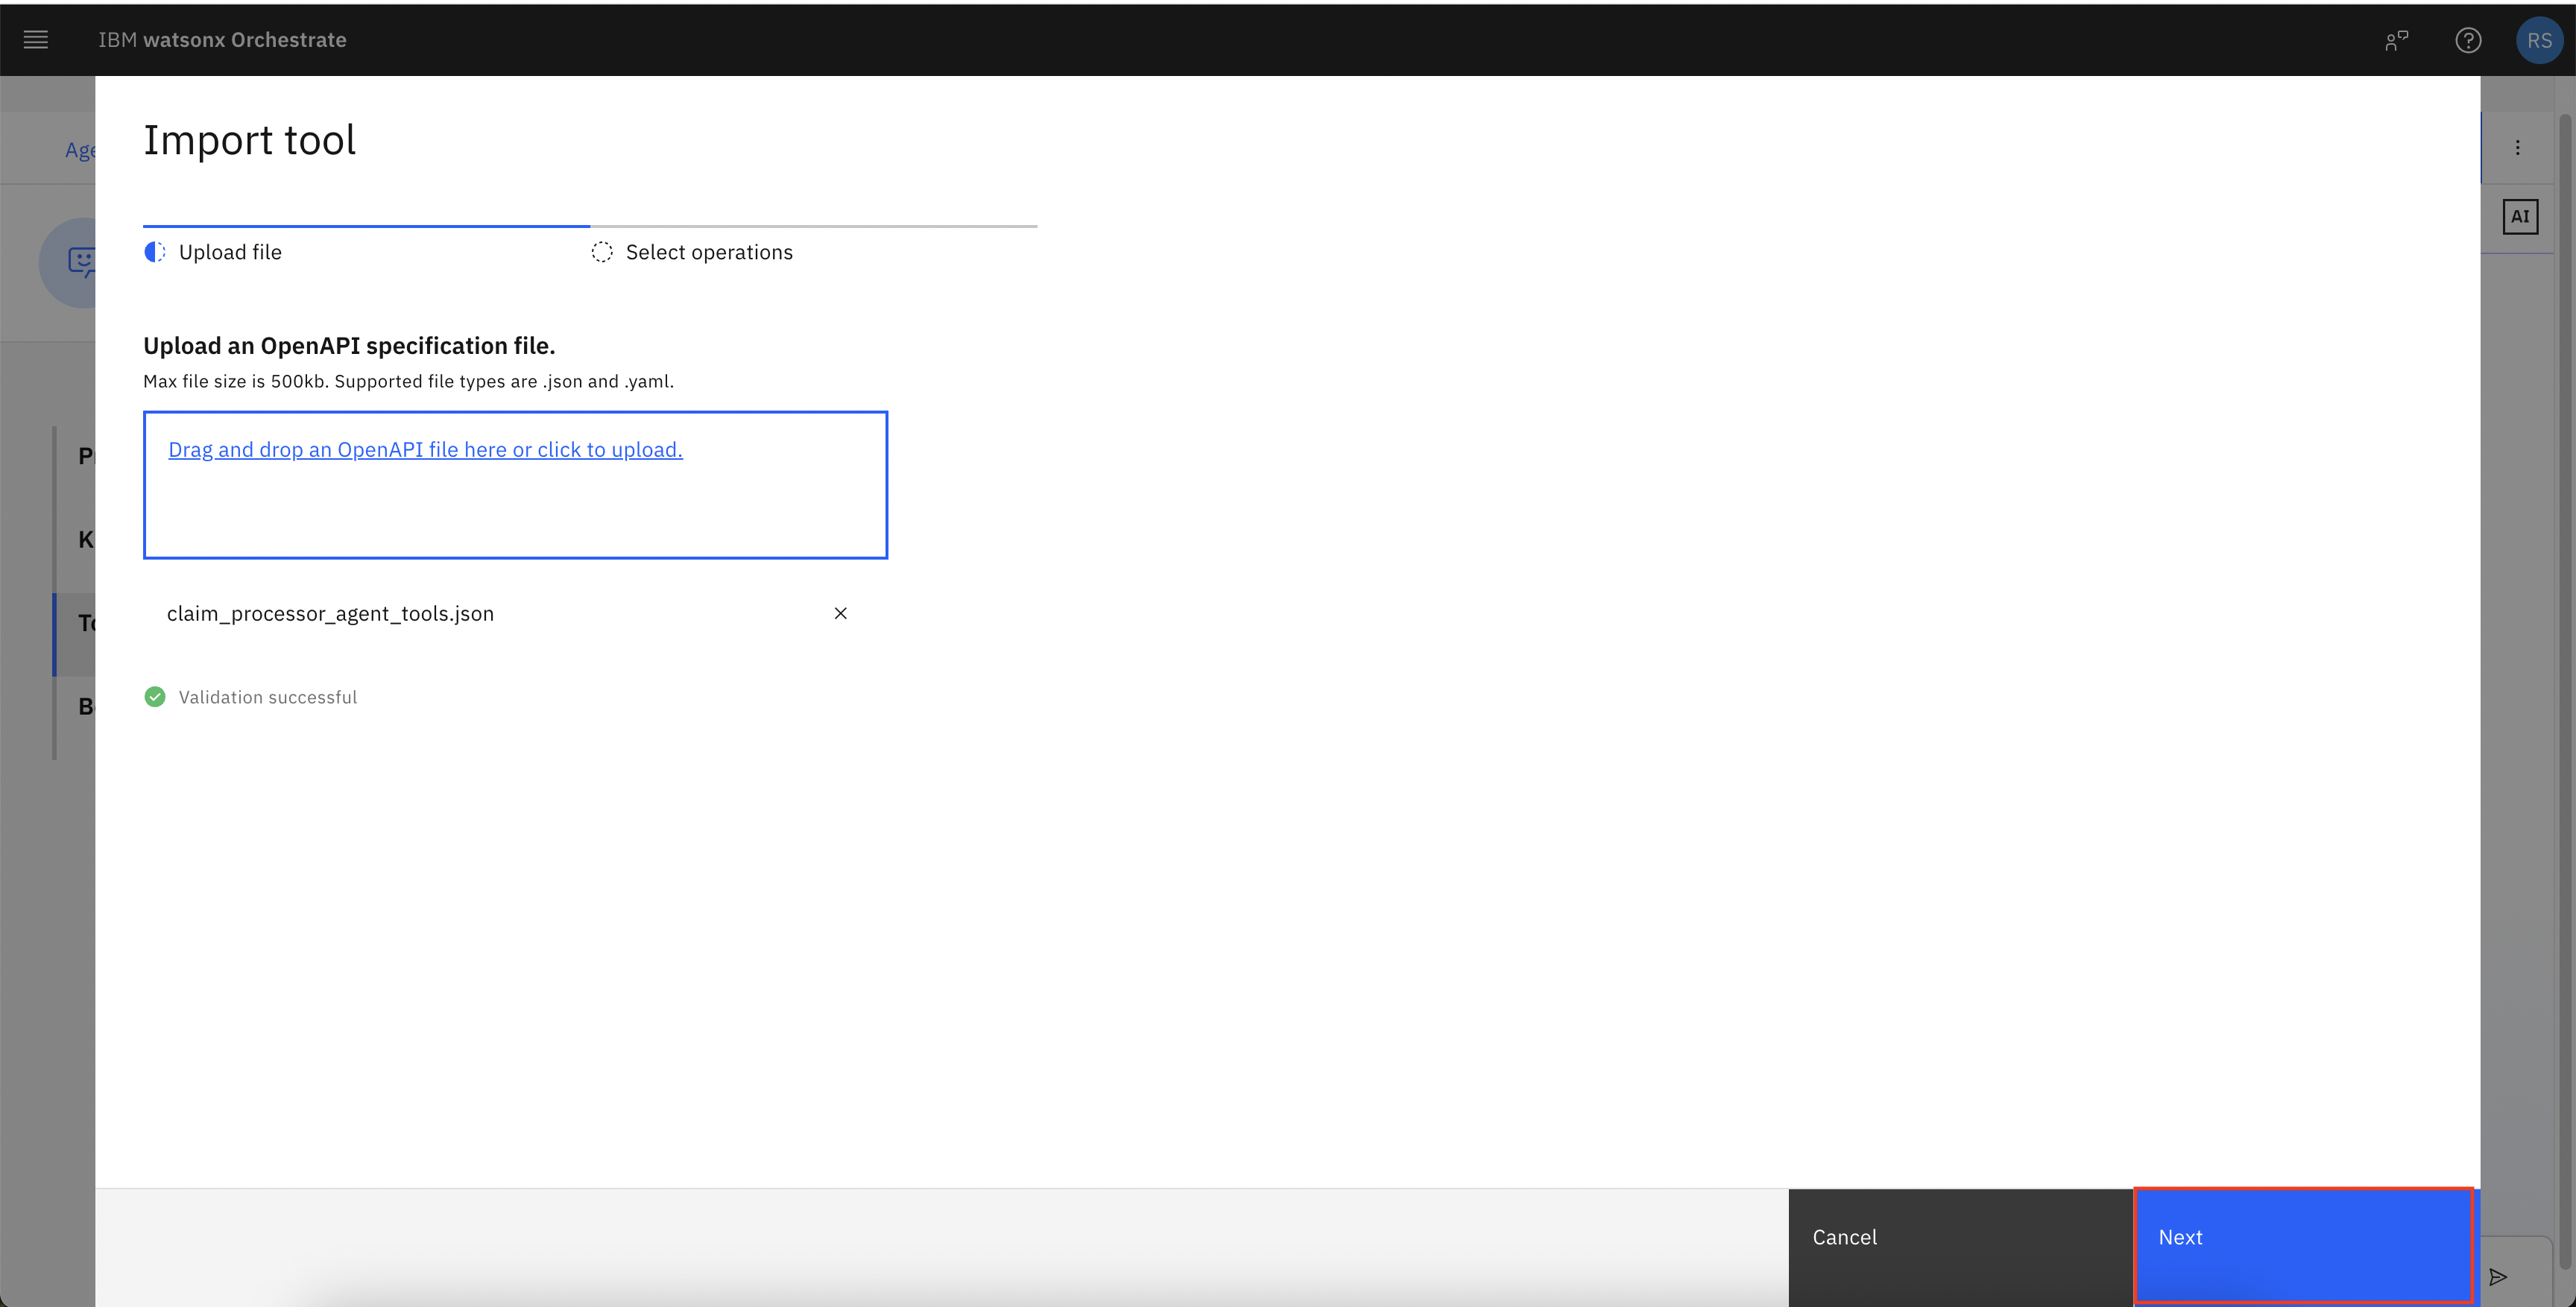 IBM watsonx Orchestrate
RS
Age
Import tool
AI
Upload file
Select operations
Upload an OpenAPI specification file.
Max file size is 500kb. Supported file types are .json and .yaml.
Drag and drop an OpenAPI file here or click to upload.
P
K
claim_processor_agent_tools.json
To
Validation successful
B
Cancel
Next